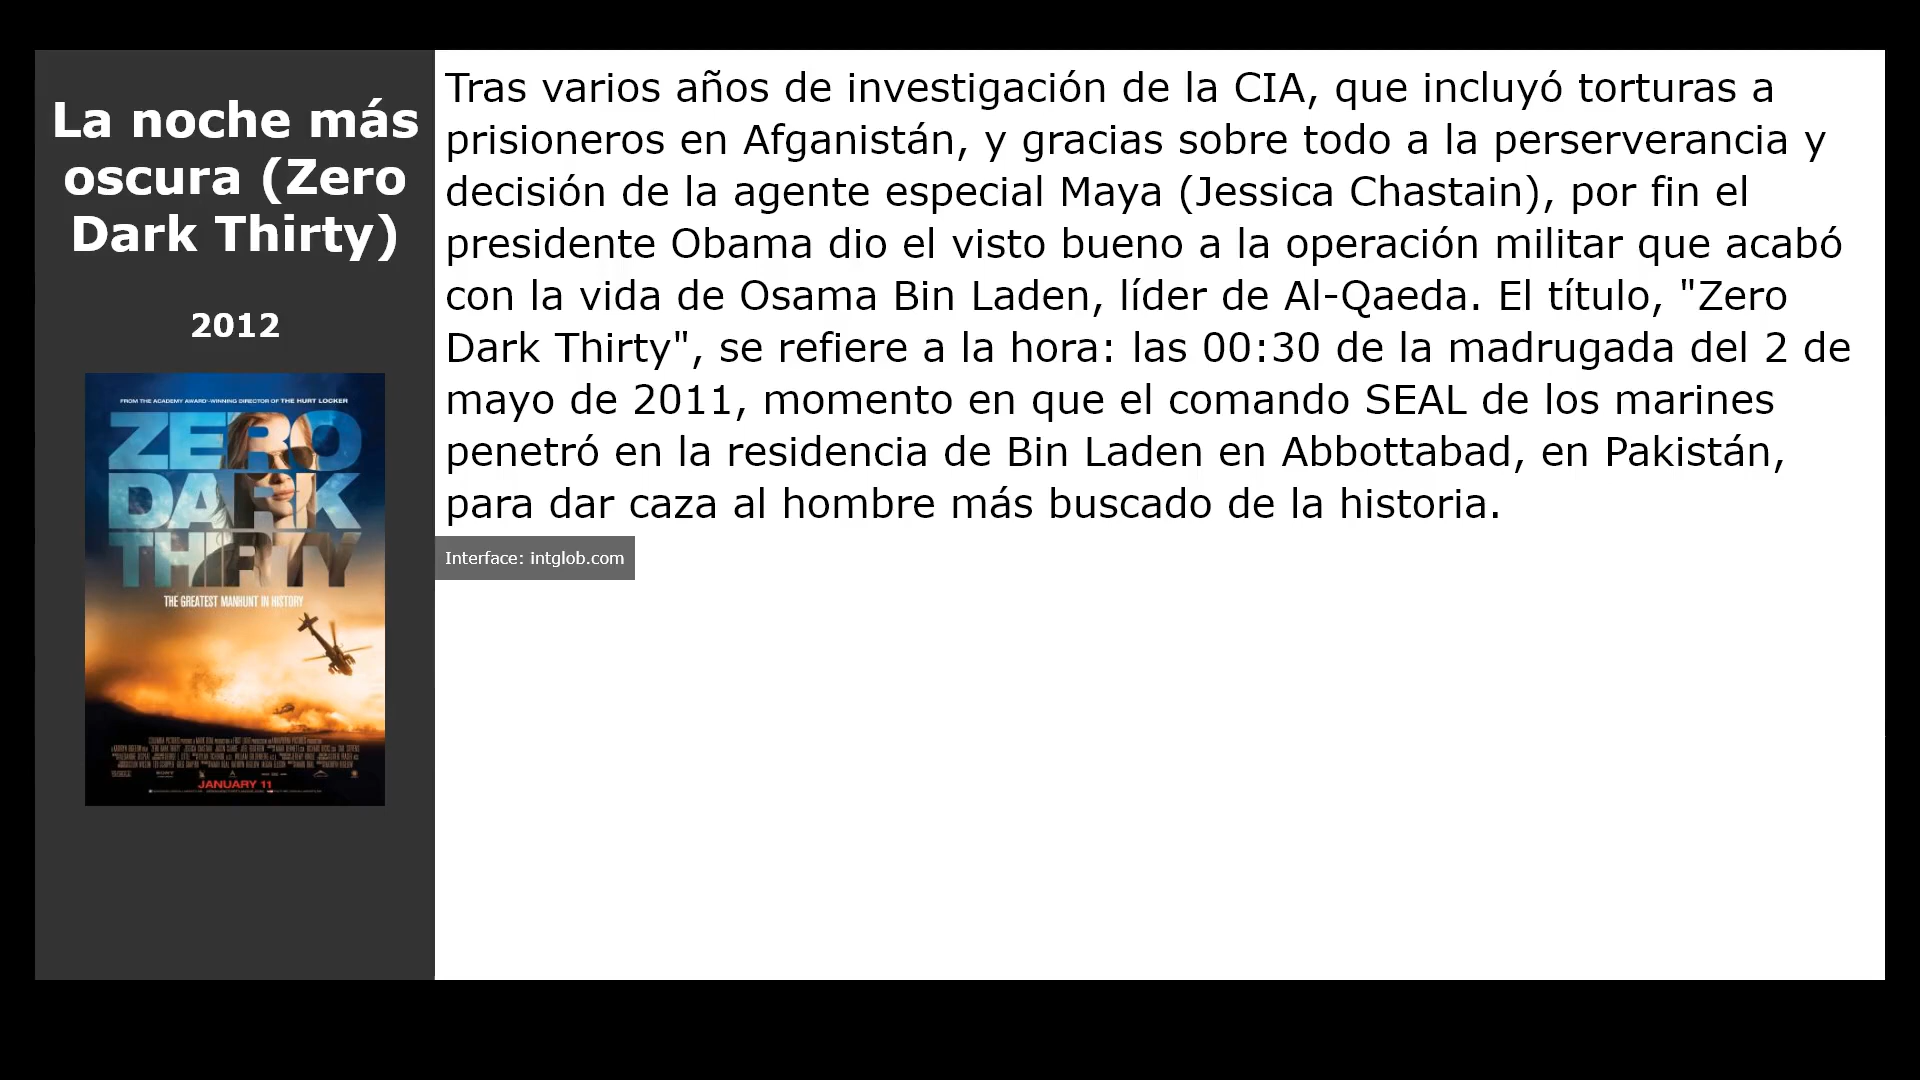 La noche más
oscura (Zero
Dark Thirty)
2012
FROM THE ACADEMY AWARD®-WINNING DIRECTOR OF THE HURT LOCKER
ZERO
DARK
THIRTY
THE GREATEST MANHUNT IN HISTORY
JANUARY 11
Tras varios años de investigación de la CIA, que incluyó torturas a
prisioneros en Afganistán, y gracias sobre todo a la perserverancia y
decisión de la agente especial Maya (Jessica Chastain), por fin el
presidente Obama dio el visto bueno a la operación militar que acabó
con la vida de Osama Bin Laden, líder de Al-Qaeda. El título, "Zero
Dark Thirty", se refiere a la hora: las 00:30 de la madrugada del 2 de
mayo de 2011, momento en que el comando SEAL de los marines
penetró en la residencia de Bin Laden en Abbottabad, en Pakistán,
para dar caza al hombre más buscado de la historia.
Interface: intglob.com